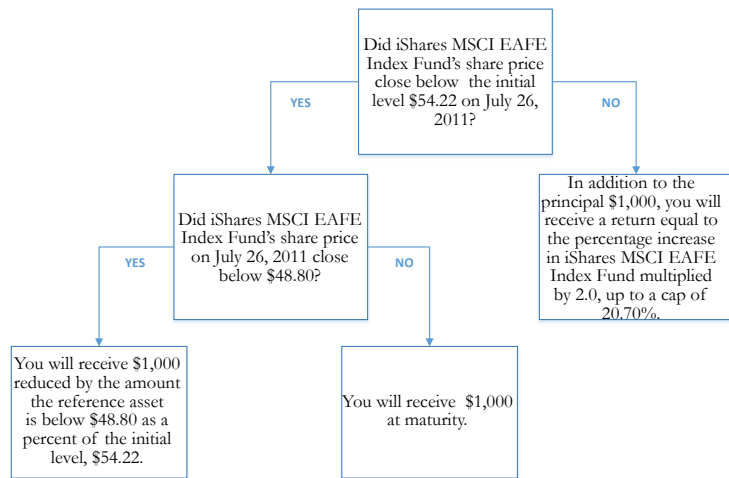 Did iShares MSCI EAFE
Index Fund's share price
close below the initial
level $54.22 on July 26,
2011?
YES
NO
Did iShares MSCI EAFE
Index Fund's share price
on July 26, 2011 close
below $48.80?
In addition to the
principal $1,000, you will
receive a return equal to
the percentage increase
in iShares MSCI EAFE
Index Fund multiplied
by 2.0, up to a cap of
20.70%.
YES
NO
You will receive $1,000
reduced by the amount
the reference asset
is below $48.80 as a
percent of the initial
level, $54.22.
You will receive $1,000
at maturity.